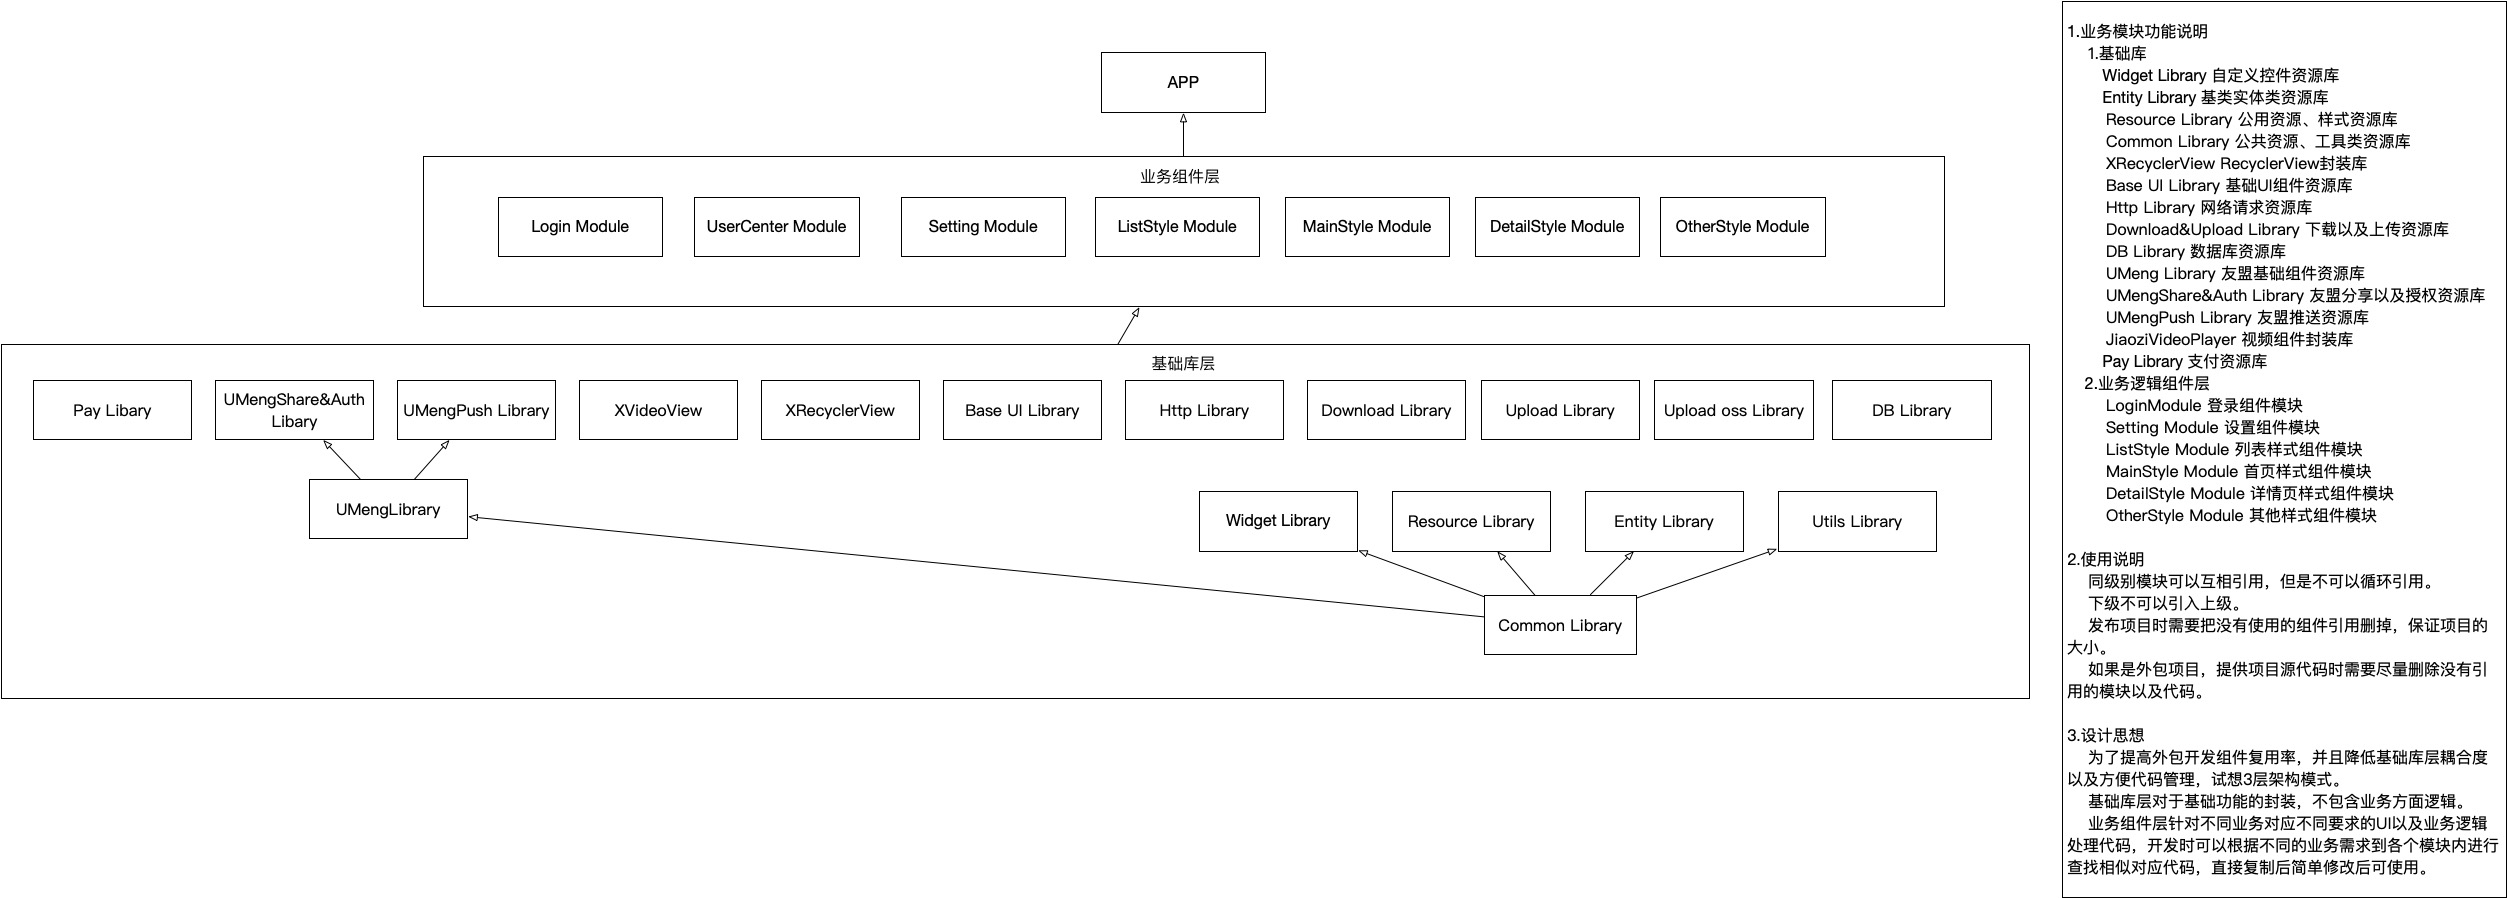 APP
业务组件层
Login Module
UserCenter Module
Setting Module
ListStyle Module
MainStyle Module
DetailStyle Module
OtherStyle Module
基础库层
Pay Libary
UMengShare&Auth
Libary
UMengPush Library
XVideoView
XRecyclerView
Base UI Library
Http Library
Download Library
Upload Library
Upload oss Library
DB Library
UMengLibrary
Widget Library
Resource Library
Entity Library
Utils Library
Common Library
1.业务模块功能说明
1.基础库
Widget Library 自定义控件资源库
Entity Library 基类实体类资源库
Resource Library 公用资源、样式资源库
Common Library 公共资源、工具类资源库
XRecyclerView RecyclerView封装库
Base UI Library 基础UI组件资源库
Http Library 网络请求资源库
Download&Upload Library 下载以及上传资源库
DB Library 数据库资源库
UMeng Library 友盟基础组件资源库
UMengShare&Auth Library 友盟分享以及授权资源库
UMengPush Library 友盟推送资源库
JiaoziVideoPlayer 视频组件封装库
Pay Library 支付资源库
2.业务逻辑组件层
LoginModule 登录组件模块
Setting Module 设置组件模块
ListStyle Module 列表样式组件模块
MainStyle Module 首页样式组件模块
DetailStyle Module 详情页样式组件模块
OtherStyle Module 其他样式组件模块
2.使用说明
同级别模块可以互相引用，但是不可以循环引用。
下级不可以引入上级。
发布项目时需要把没有使用的组件引用删掉，保证项目的
大小。
如果是外包项目，提供项目源代码时需要尽量删除没有引
用的模块以及代码。
3.设计思想
为了提高外包开发组件复用率，并且降低基础库层耦合度
以及方便代码管理，试想3层架构模式。
基础库层对于基础功能的封装，不包含业务方面逻辑。
业务组件层针对不同业务对应不同要求的UI以及业务逻辑
处理代码，开发时可以根据不同的业务需求到各个模块内进行
查找相似对应代码，直接复制后简单修改后可使用。